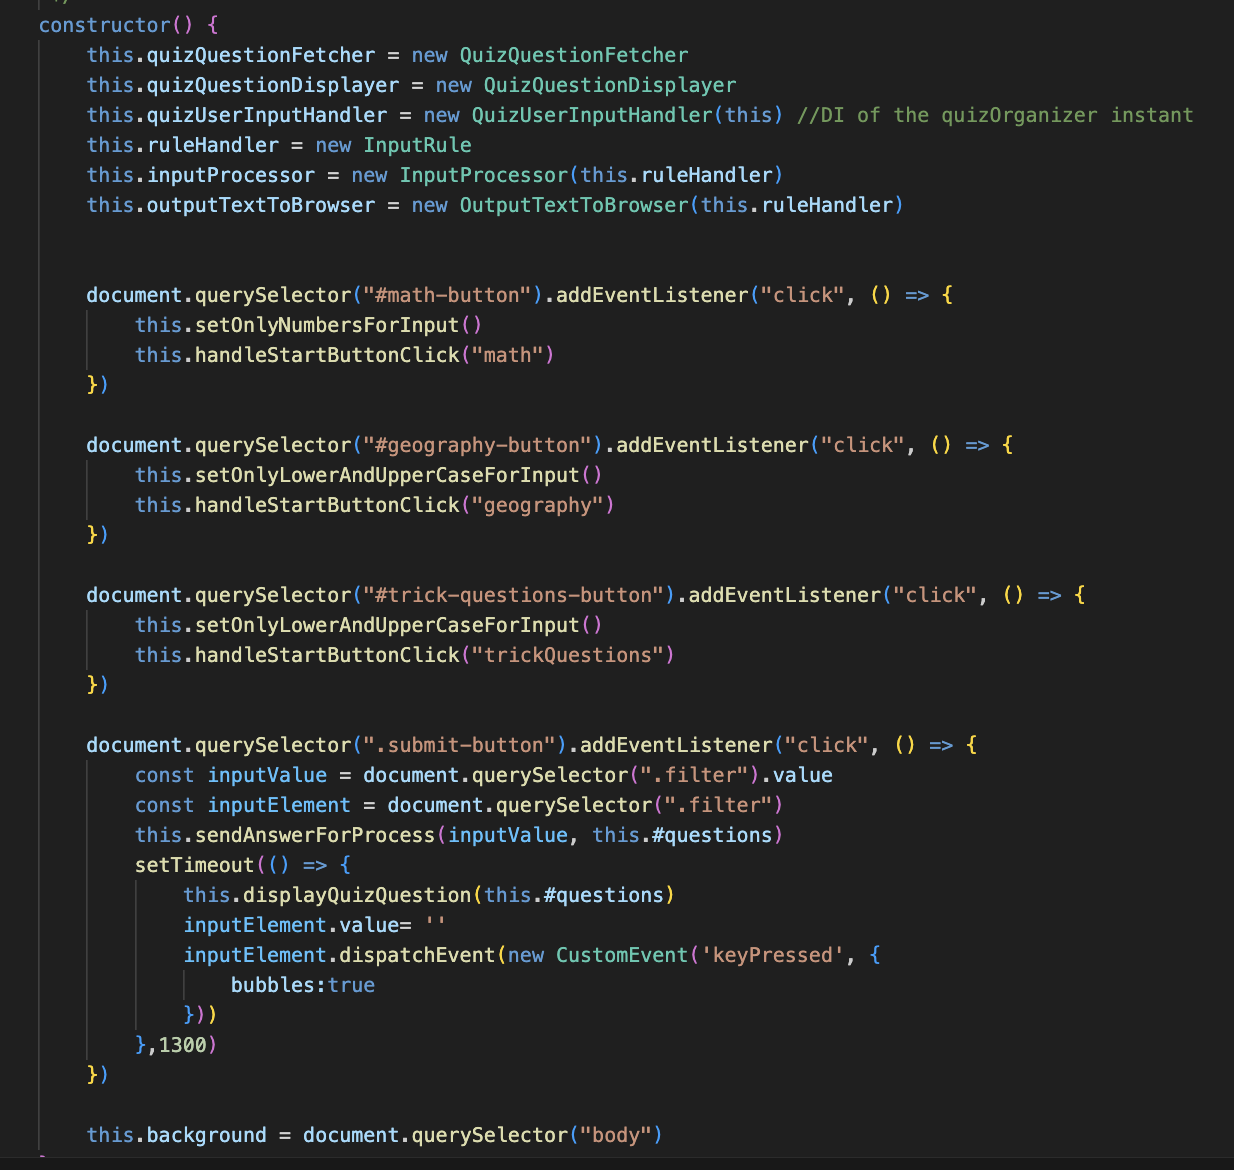 constructor() {
this.quizQuestionFetcher = new QuizQuestionFetcher
this.quizQuestionDisplayer = new QuizQuestionDisplayer
this.quizUserInputHandler = new QuizUserInputHandler(this) //DI of the quizOrganizer instant
this.ruleHandler = new InputRule
this.inputProcessor = new InputProcessor(this.ruleHandler)
this.outputTextToBrowser = new OutputTextToBrowser(this.ruleHandler)
document.querySelector("#math-button").addEventListener("click", () => {
this.setOnlyNumbersForInput()
this.handleStartButtonClick("math")
})
document.querySelector("#geography-button").addEventListener("click", () => {
this.setOnlyLowerAndUpperCaseForInput()
this.handleStartButtonClick("geography")
})
document.querySelector("#trick-questions-button").addEventListener("click", () => {
this.setOnlyLowerAndUpperCaseForInput()
this.handleStartButtonClick("trickQuestions")
})
document.querySelector(".submit-button").addEventListener("click", () => {
const inputValue = document.querySelector(".filter").value
const inputElement = document.querySelector(".filter")
this.sendAnswerForProcess(inputValue, this.#questions)
setTimeout(() => {
this.displayQuizQuestion(this.#questions)
inputElement.value= ''
inputElement.dispatchEvent(new CustomEvent('keyPressed', {
bubbles:true
}))
},1300)
})
this.background = document.querySelector("body")